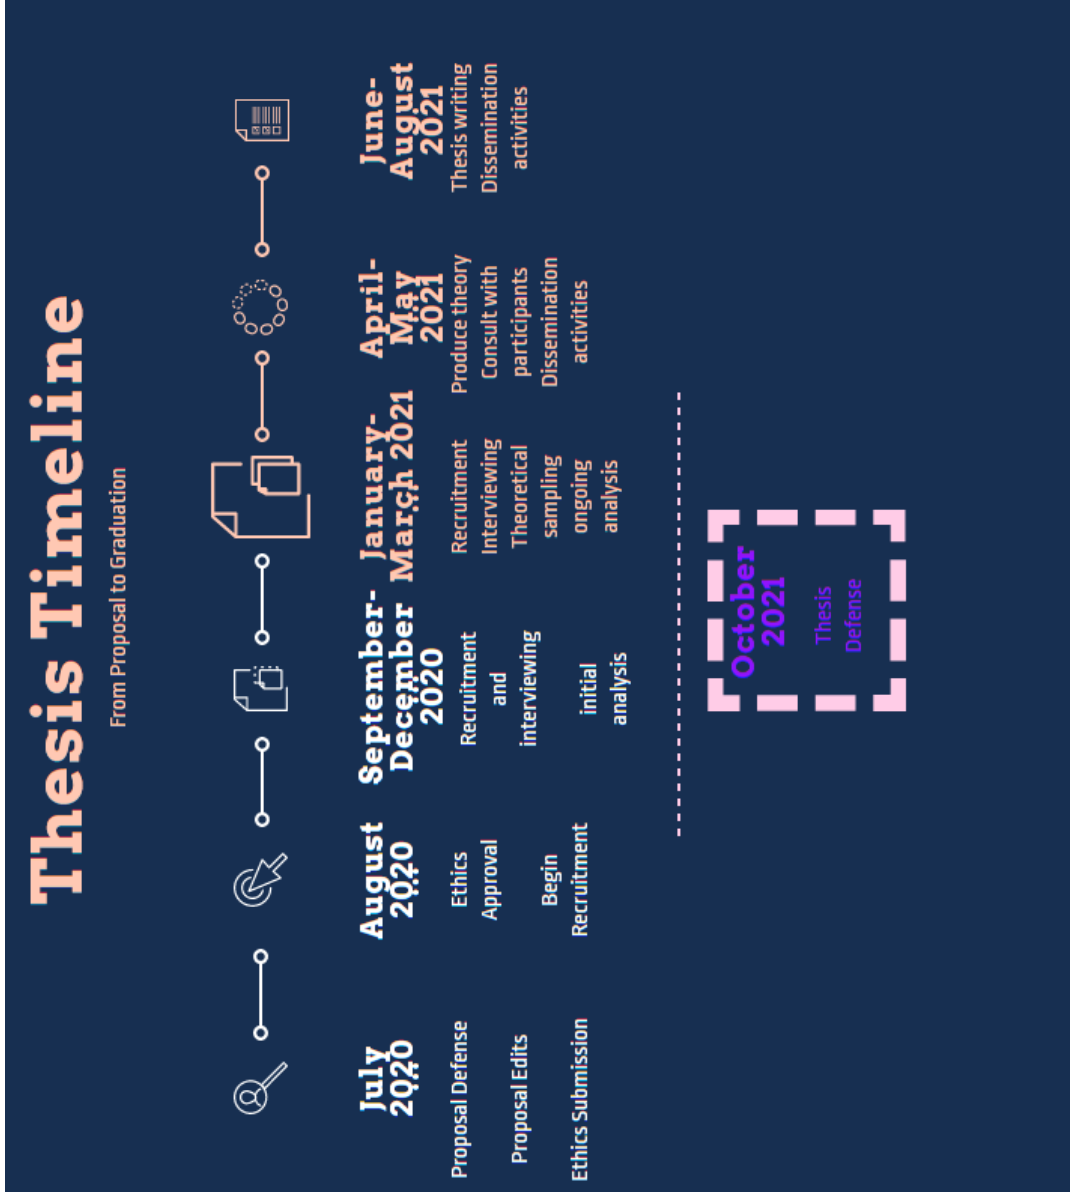 Thesis Timeline
From Proposal to Graduation
July
2020
Proposal Defense
Proposal Edits
Ethics Submission
August
2020
Ethics
Approval
Begin
Recruitment
September-
December
2020
Recruitment
and
interviewing
initial
analysis
January-
March 2021
Recruitment
Interviewing
Theoretical
sampling
ongoing
analysis
April-
May
2021
Produce theory
Consult with
participants
Dissemination
activities
June-
August
2021
Thesis writing
Dissemination
activities
October
2021
Thesis
Defense